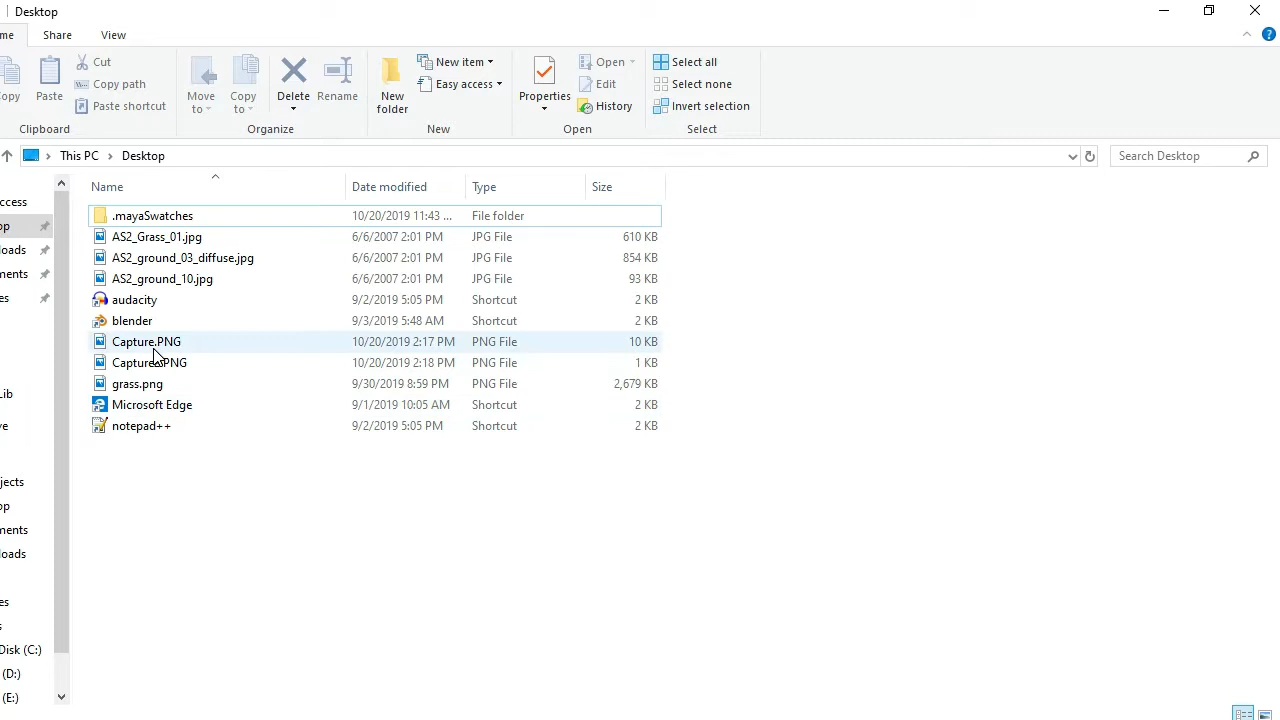 Desktop
me Share View
opy
Paste
Cut
Copy path
Paste shortcut
Clipboard
Move to
Copy to
Delete
Rename
Organize
New folder
New item
Easy access
New
Properties
Open
Edit
History
Open
Select all
Select none
Invert selection
Select
This PC > Desktop
Search Desktop
Name Date modified Type Size
.mayaSwatches 10/20/2019 11:43 ... File folder
AS2_Grass_01.jpg 6/6/2007 2:01 PM JPG File 610 KB
AS2_ground_03_diffuse.jpg 6/6/2007 2:01 PM JPG File 854 KB
AS2_ground_10.jpg 6/6/2007 2:01 PM JPG File 93 KB
audacity 9/2/2019 5:05 PM Shortcut 2 KB
blender 9/3/2019 5:48 AM Shortcut 2 KB
Capture.PNG 10/20/2019 2:17 PM PNG File 10 KB
10/20/2019 2:18 PM PNG File 1 KB
grass.png 9/30/2019 8:59 PM PNG File 2,679 KB
Microsoft Edge 9/1/2019 10:05 AM Shortcut 2 KB
notepad++ 9/2/2019 5:05 PM Shortcut 2 KB
ccess
op
loads
ments
es
Lib
ve
jects
op
ments
loads
es
s
Disk (C:)
(D:)
(E:)